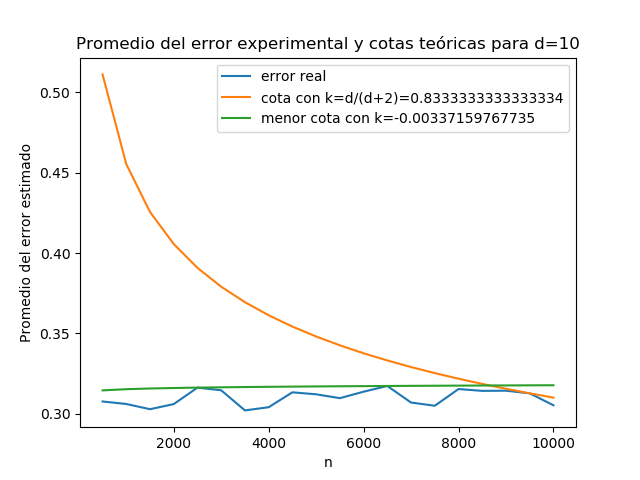 Promedio del error experimental y cotas teóricas para d=10
error real
cota con k=d/(d+2)=0.8333333333333334
menor cota con k=-0.00337159767735
Promedio del error estimado
0.50
0.45
0.40
0.35
0.30
2000
4000
6000
8000
10000
n